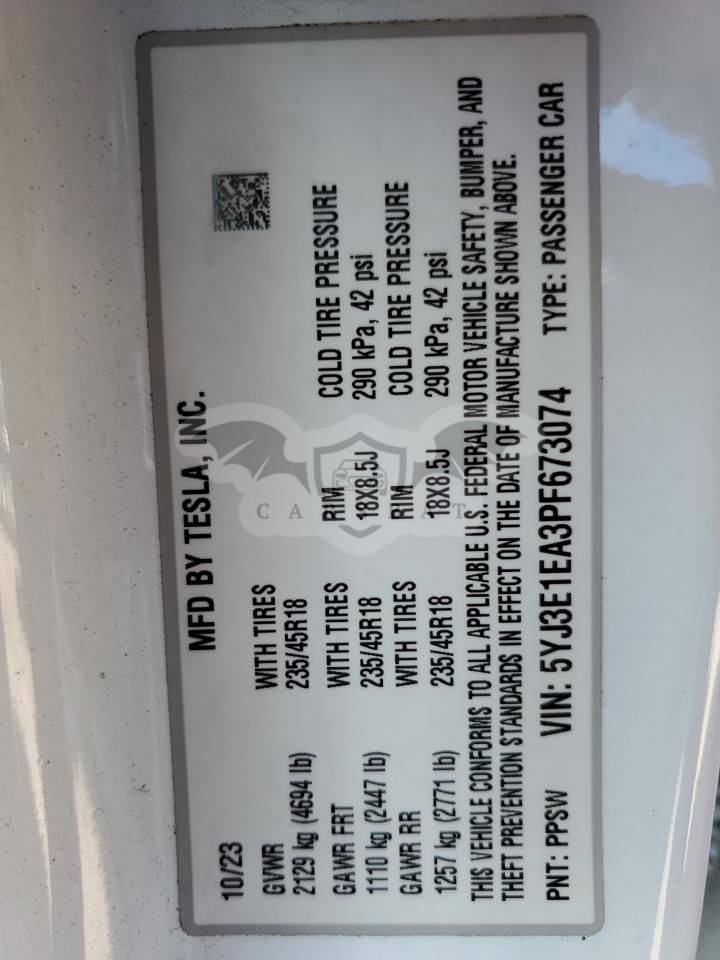 MFD BY TESLA, INC.
10/23
GVWR WITH TIRES
2129 kg (4694 lb) 235/45R18
GAWR FRT WITH TIRES RIM COLD TIRE PRESSURE
1110 kg (2447 lb) 235/45R18 18X8.5J 290 kPa, 42 psi
GAWR RR WITH TIRES RIM COLD TIRE PRESSURE
1257 kg (2771 lb) 235/45R18 18X8.5J 290 kPa, 42 psi
THIS VEHICLE CONFORMS TO ALL APPLICABLE U.S. FEDERAL MOTOR VEHICLE SAFETY, BUMPER, AND
THEFT PREVENTION STANDARDS IN EFFECT ON THE DATE OF MANUFACTURE SHOWN ABOVE.
PNT: PPSW VIN: 5YJ3E1EA3PF673074 TYPE: PASSENGER CAR